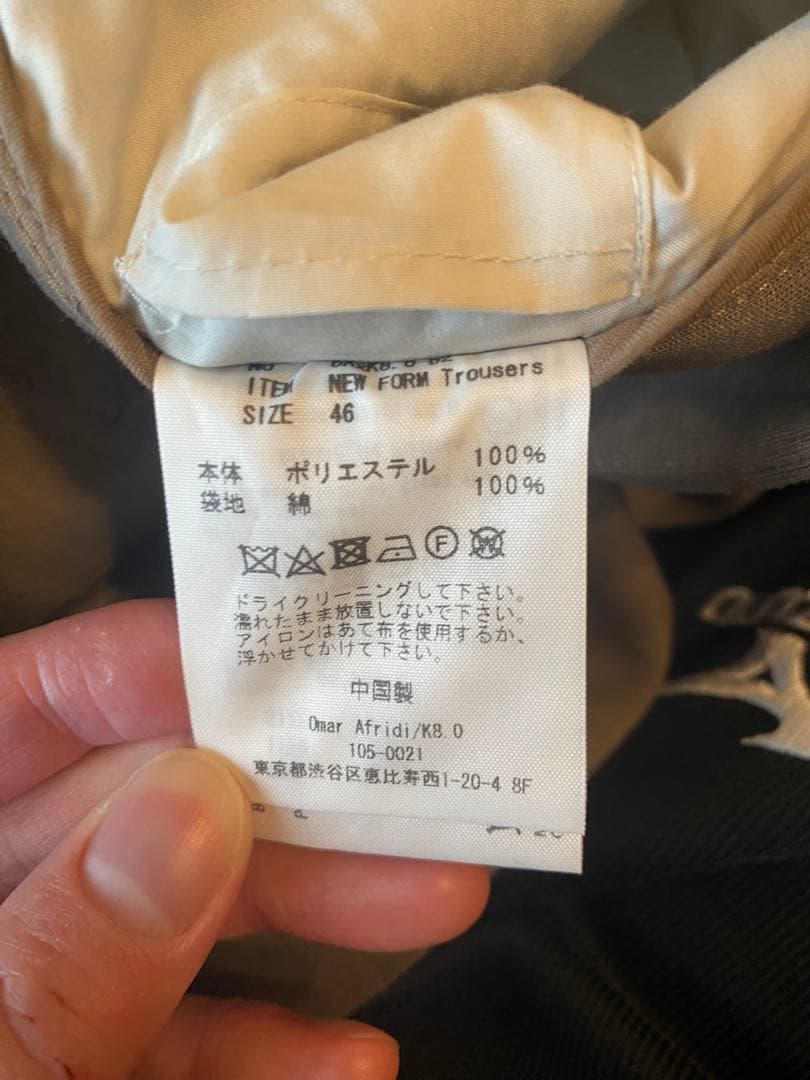 ITEM NEW FORM Trousers
SIZE 46
本体 ポリエステル 100%
袋地 綿 100%
F
W
ドライクリーニングして下さい。
濡れたまま放置しないで下さい。
アイロンはあて布を使用するか、
浮かせてかけて下さい。
中国製
Omar Afridi/K8.0
105-0021
東京都渋谷区恵比寿西1-20-4 8F